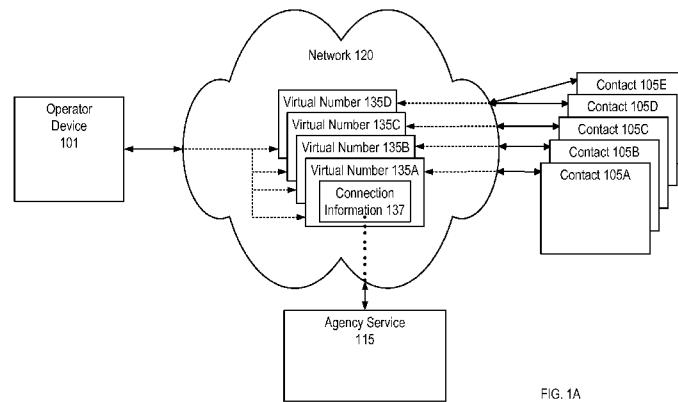 Network 120
Operator
Device
101
Virtual Number 135D
Virtual Number 135C
Virtual Number 135B
Virtual Number 135A
Connection
Information 137
Contact 105E
Contact 105D
Contact 105C
Contact 105B
Contact 105A
Agency Service
115
FIG. 1A